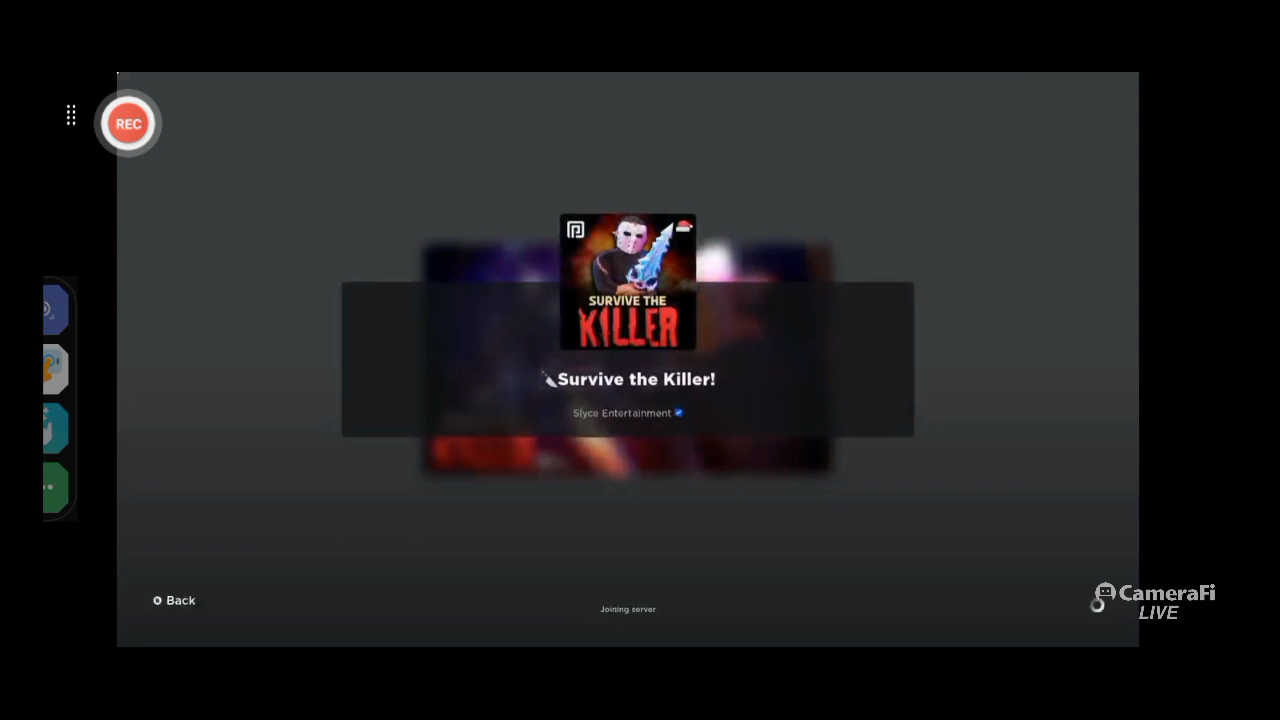 REC
SURVIVE THE
KILLER
Survive the Killer!
Slyce Entertainment
Back
Joining server
CameraFi
LIVE